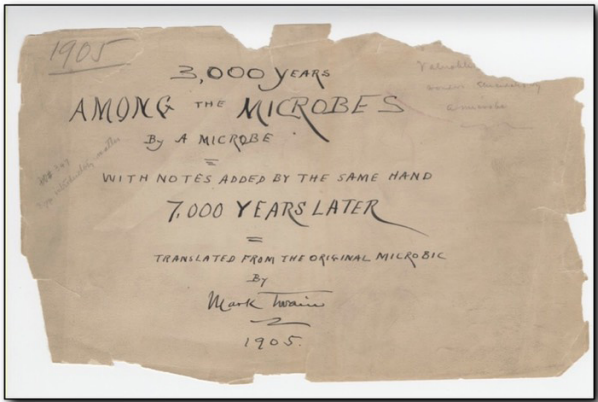 1905
3,000 YEARS
AMONG THE MICROBES
By A MICROBE
WITH NOTES ADDED BY THE SAME HAND
7,000 YEARS LATER
TRANSLATED FROM THE ORIGINAL MICROBIC
By
Mark Twain
1905.